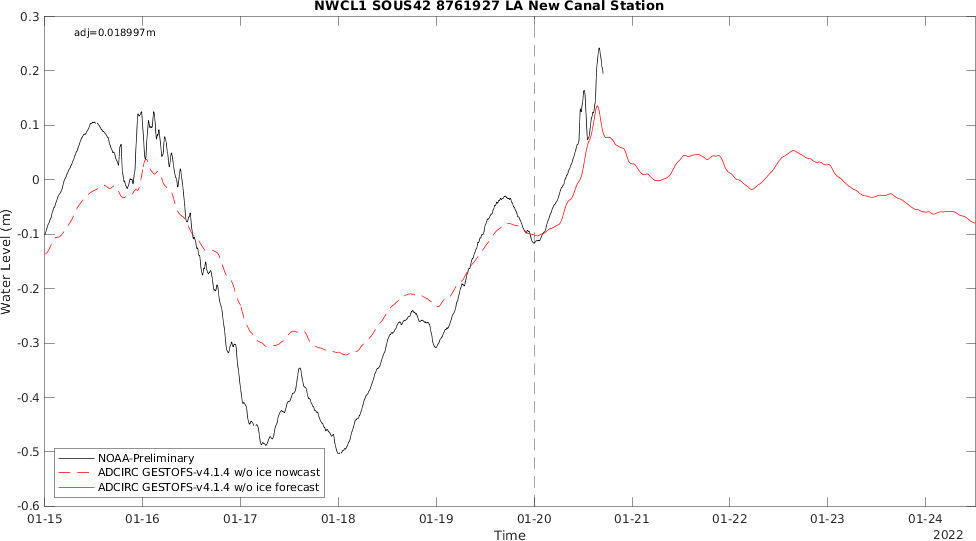 NWCL1 SOUS42 8761927 LA New Canal Station
adj=0.018997m
0.3
0.2
0.1
0
-0.1
-0.2
-0.3
-0.4
-0.5
-0.6
Water Level (m)
NOAA-Preliminary
ADCIRC GESTOFS-v4.1.4 w/o ice nowcast
ADCIRC GESTOFS-v4.1.4 w/o ice forecast
01-15 01-16 01-17 01-18 01-19 01-20 01-21 01-22 01-23 01-24
Time
2022